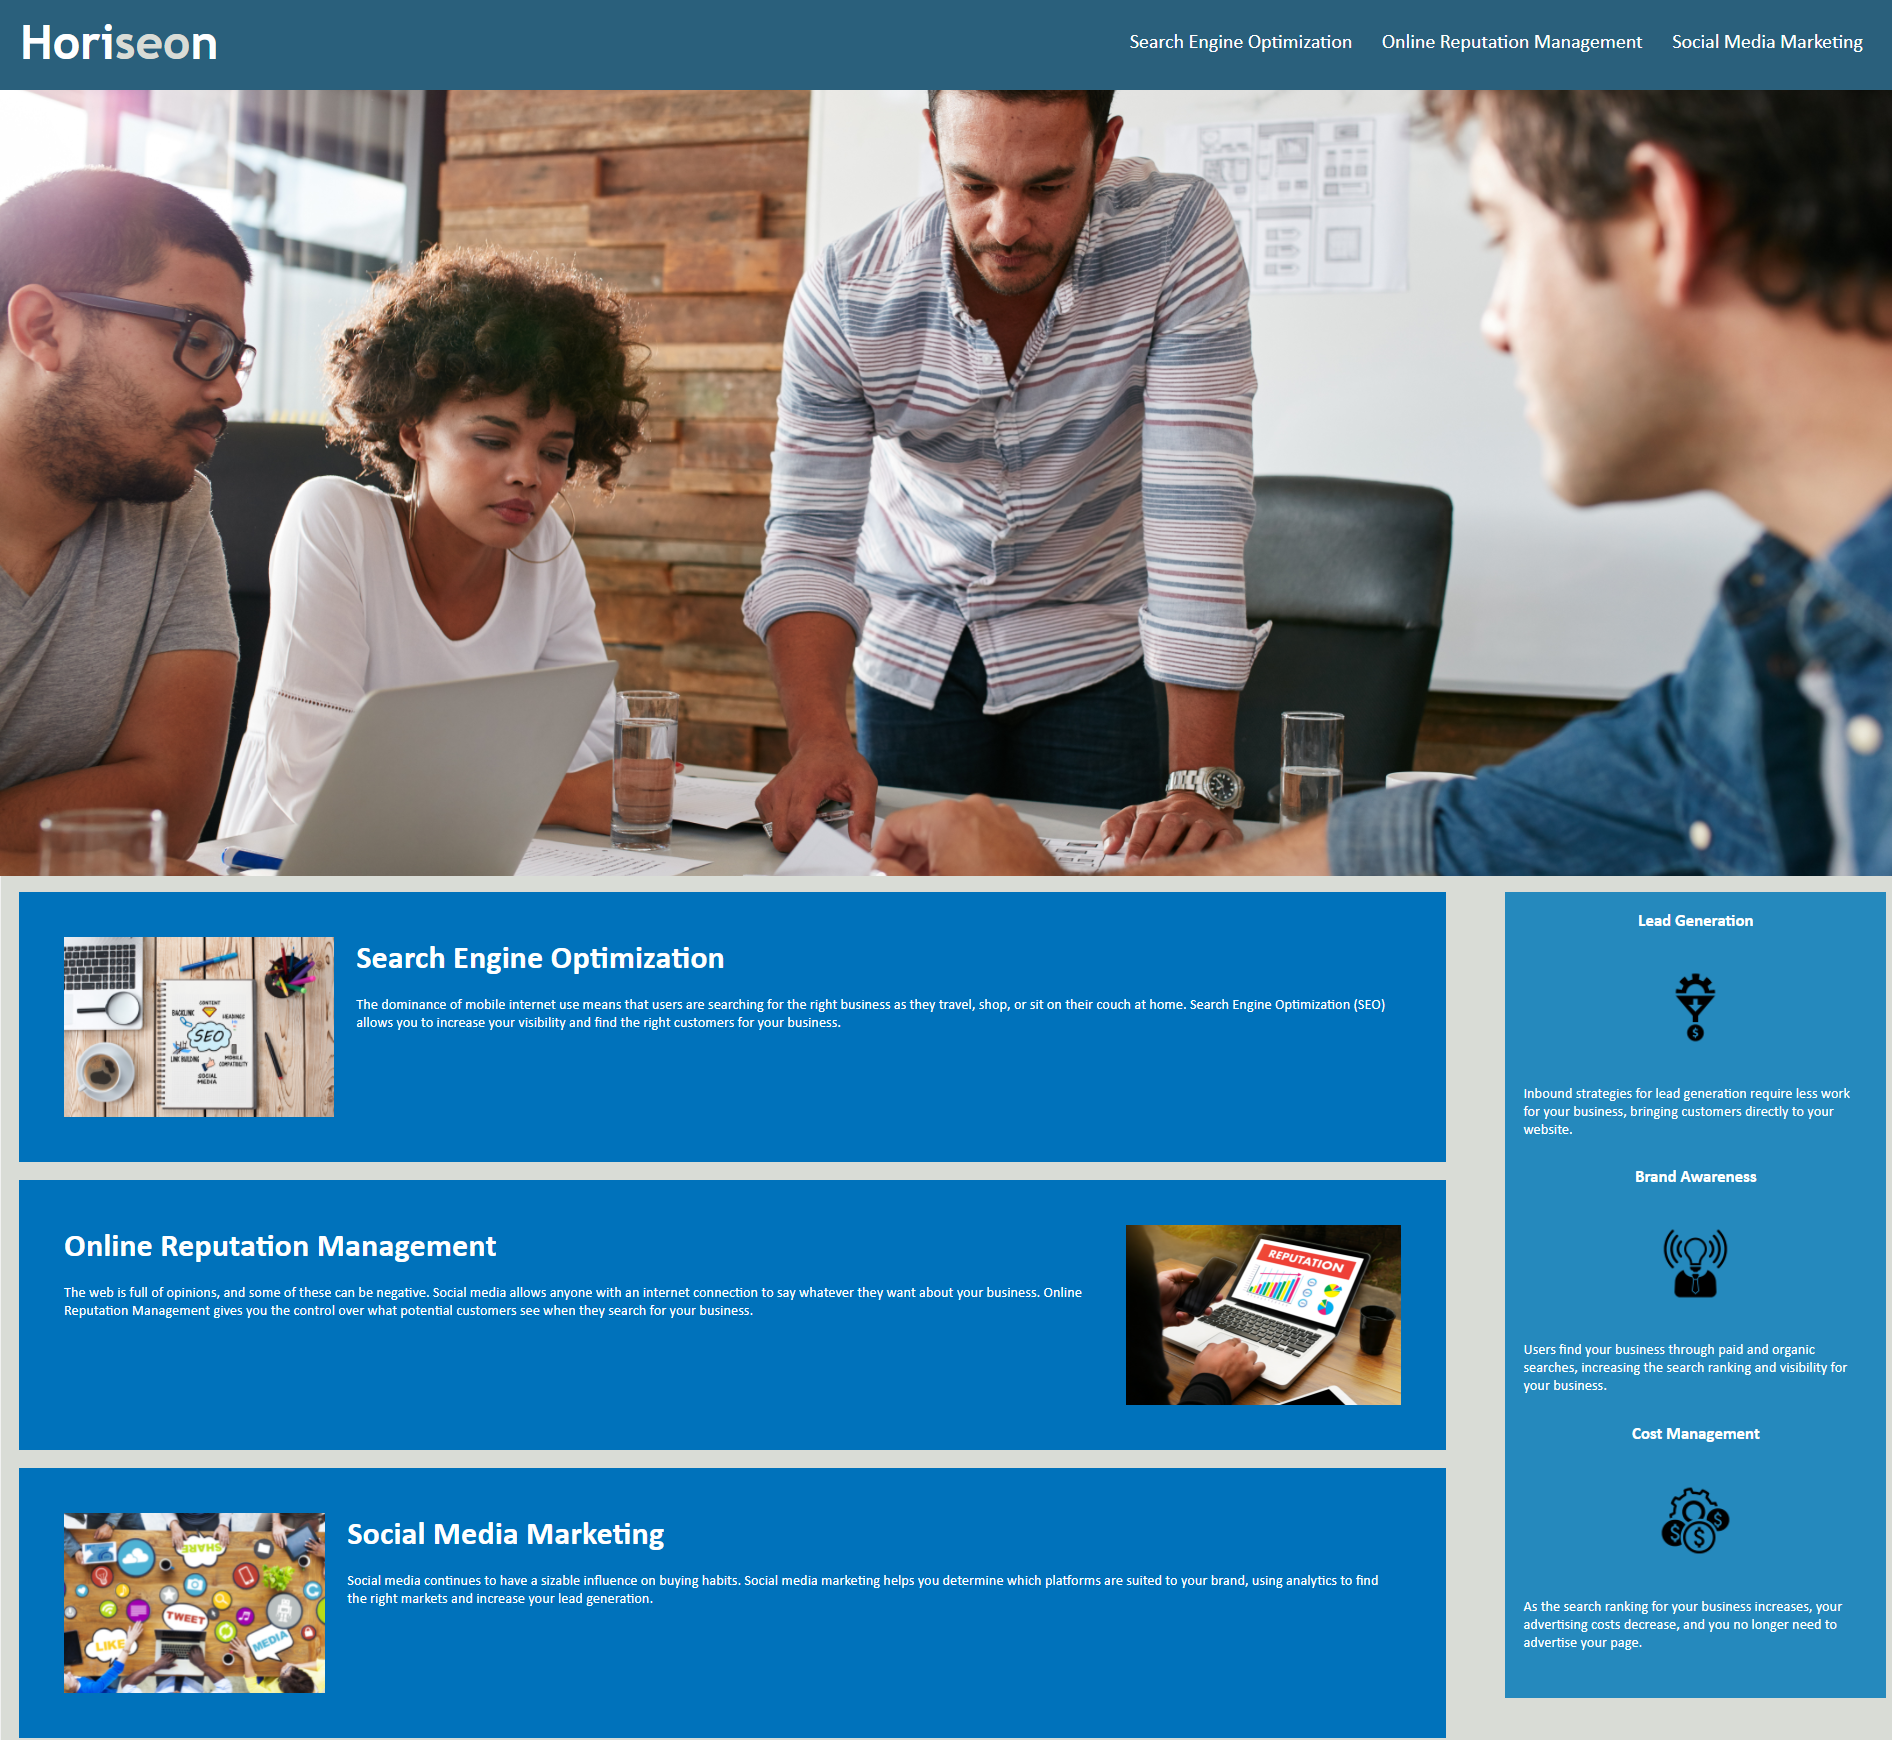 Horiseon
Search Engine Optimization
Online Reputation Management
Social Media Marketing
CONTENT
BACKLINK
HEADINGS
SEO
LINK BUILDING
MOBILE
COMPATIBILITY
SOCIAL
MEDIA
Search Engine Optimization
The dominance of mobile internet use means that users are searching for the right business as they travel, shop, or sit on their couch at home. Search Engine Optimization (SEO)
allows you to increase your visibility and find the right customers for your business.
Online Reputation Management
The web is full of opinions, and some of these can be negative. Social media allows anyone with an internet connection to say whatever they want about your business. Online
Reputation Management gives you the control over what potential customers see when they search for your business.
REPUTATION
SHARE
TWEET
LIKE
MEDIA
Social Media Marketing
Social media continues to have a sizable influence on buying habits. Social media marketing helps you determine which platforms are suited to your brand, using analytics to find
the right markets and increase your lead generation.
Lead Generation
$
Inbound strategies for lead generation require less work
for your business, bringing customers directly to your
website.
Brand Awareness
Users find your business through paid and organic
searches, increasing the search ranking and visibility for
your business.
Cost Management
$ $ $
As the search ranking for your business increases, your
advertising costs decrease, and you no longer need to
advertise your page.